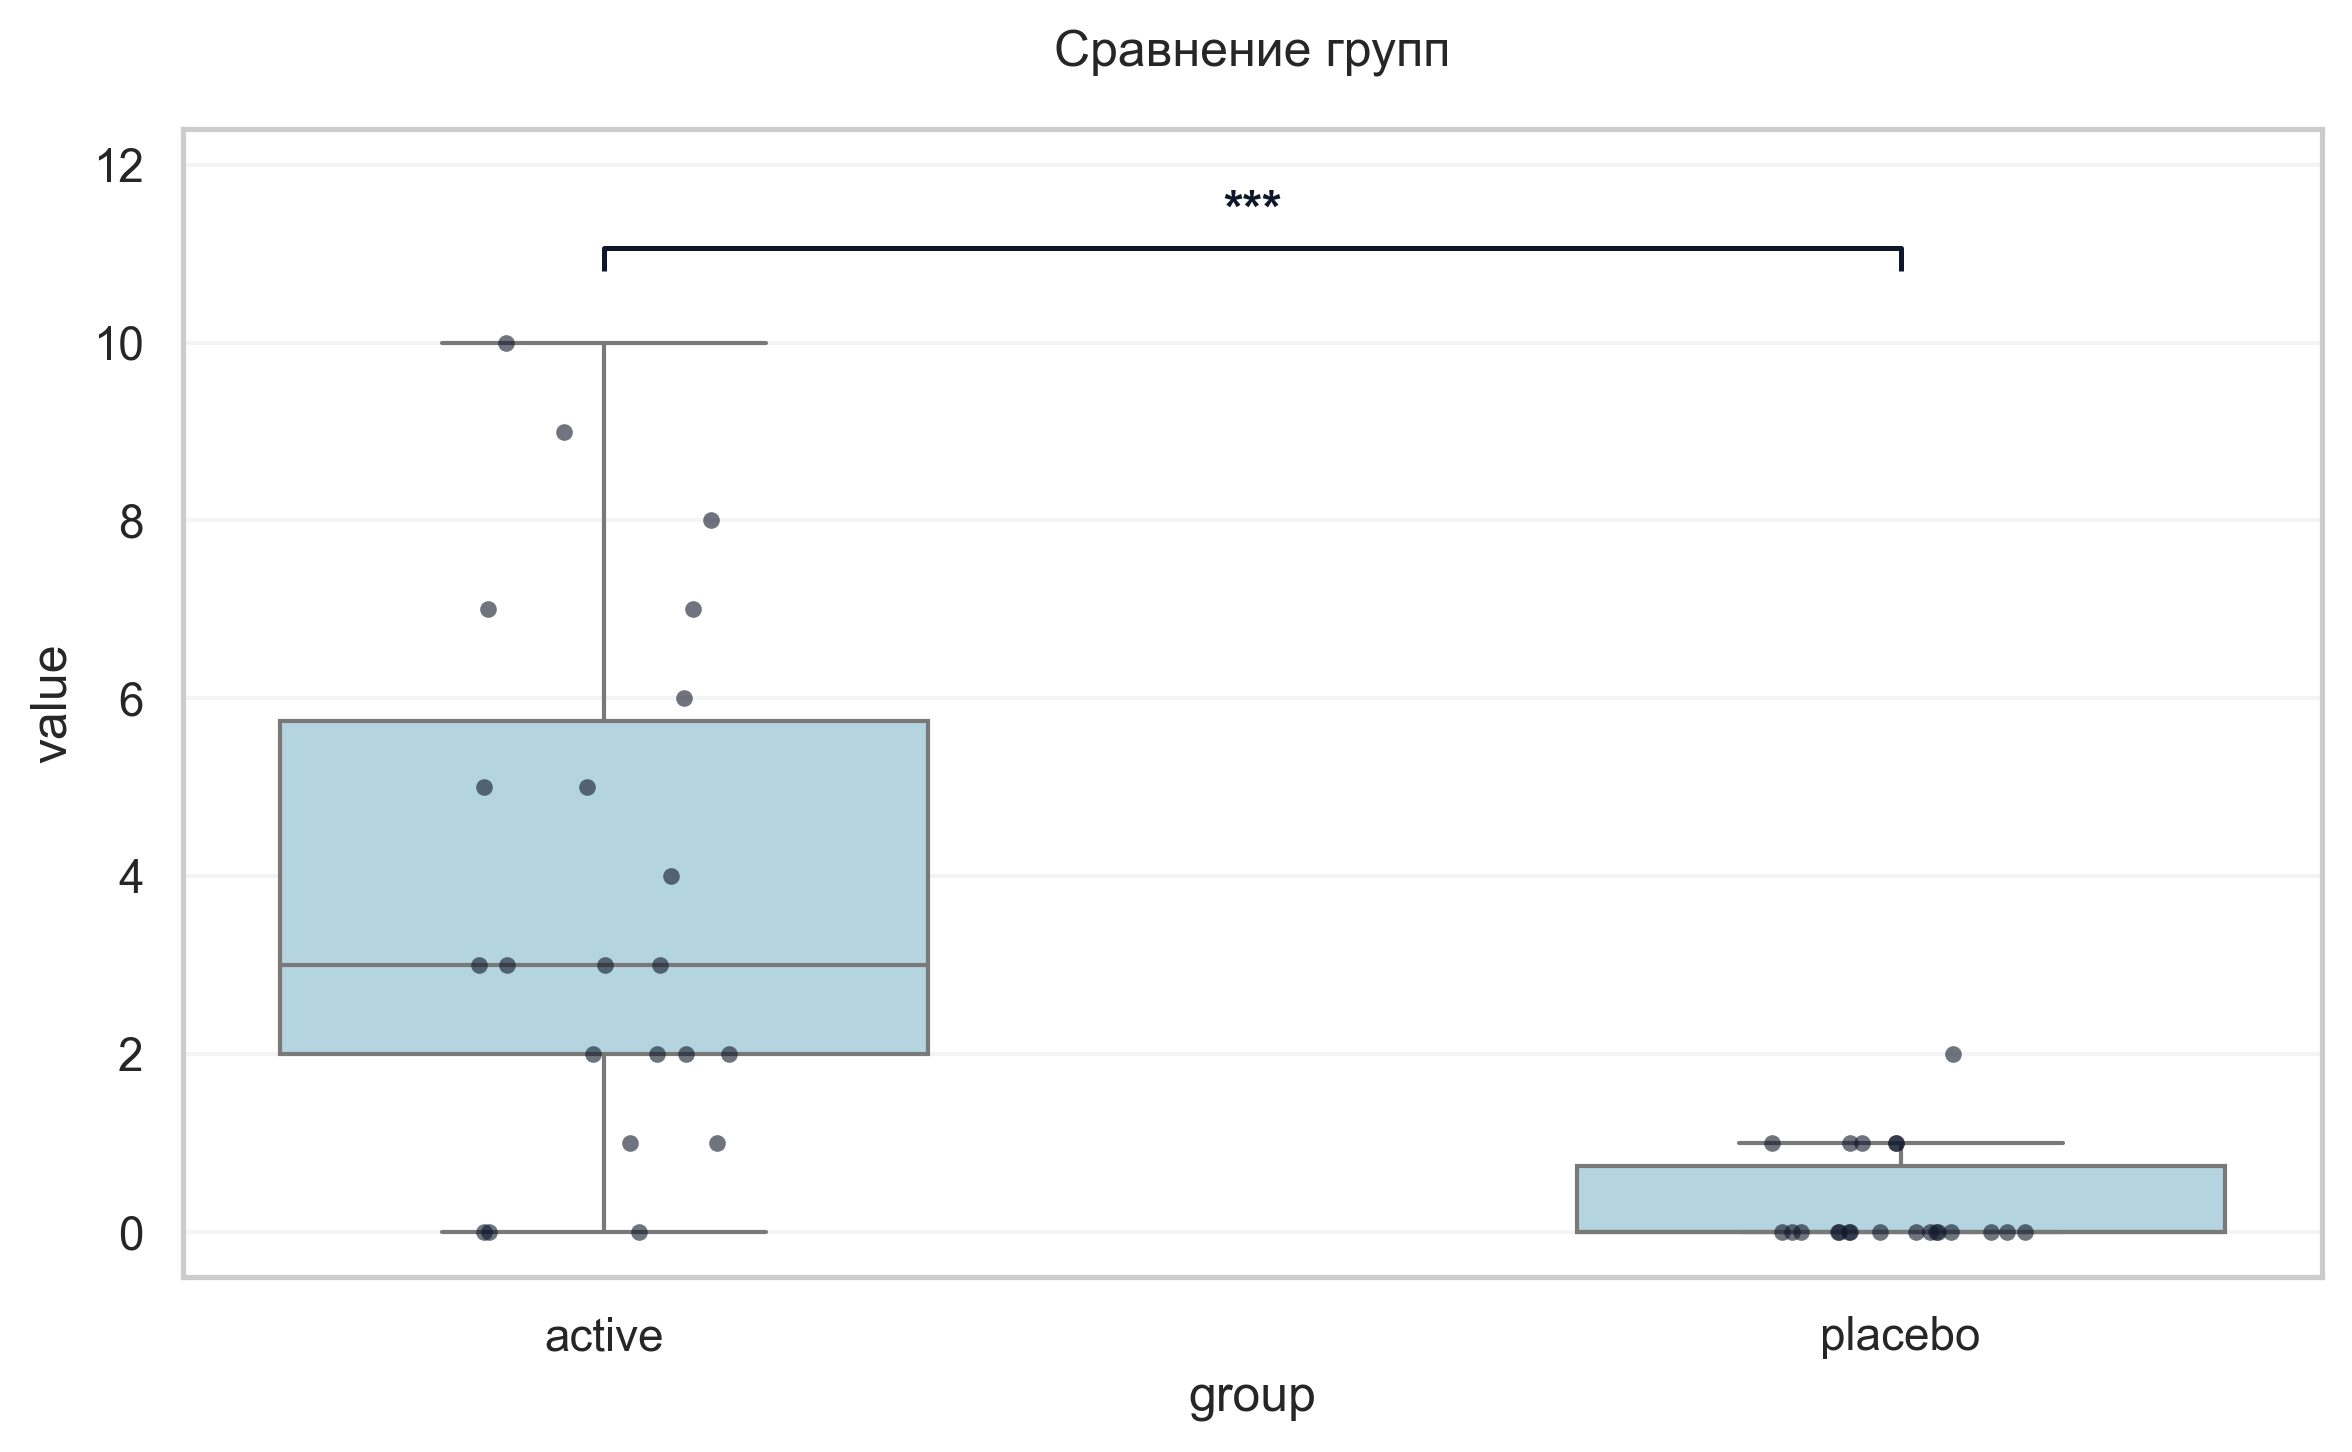 Сравнение групп
12
***
10
8
6
4
2
0
value
active
placebo
group